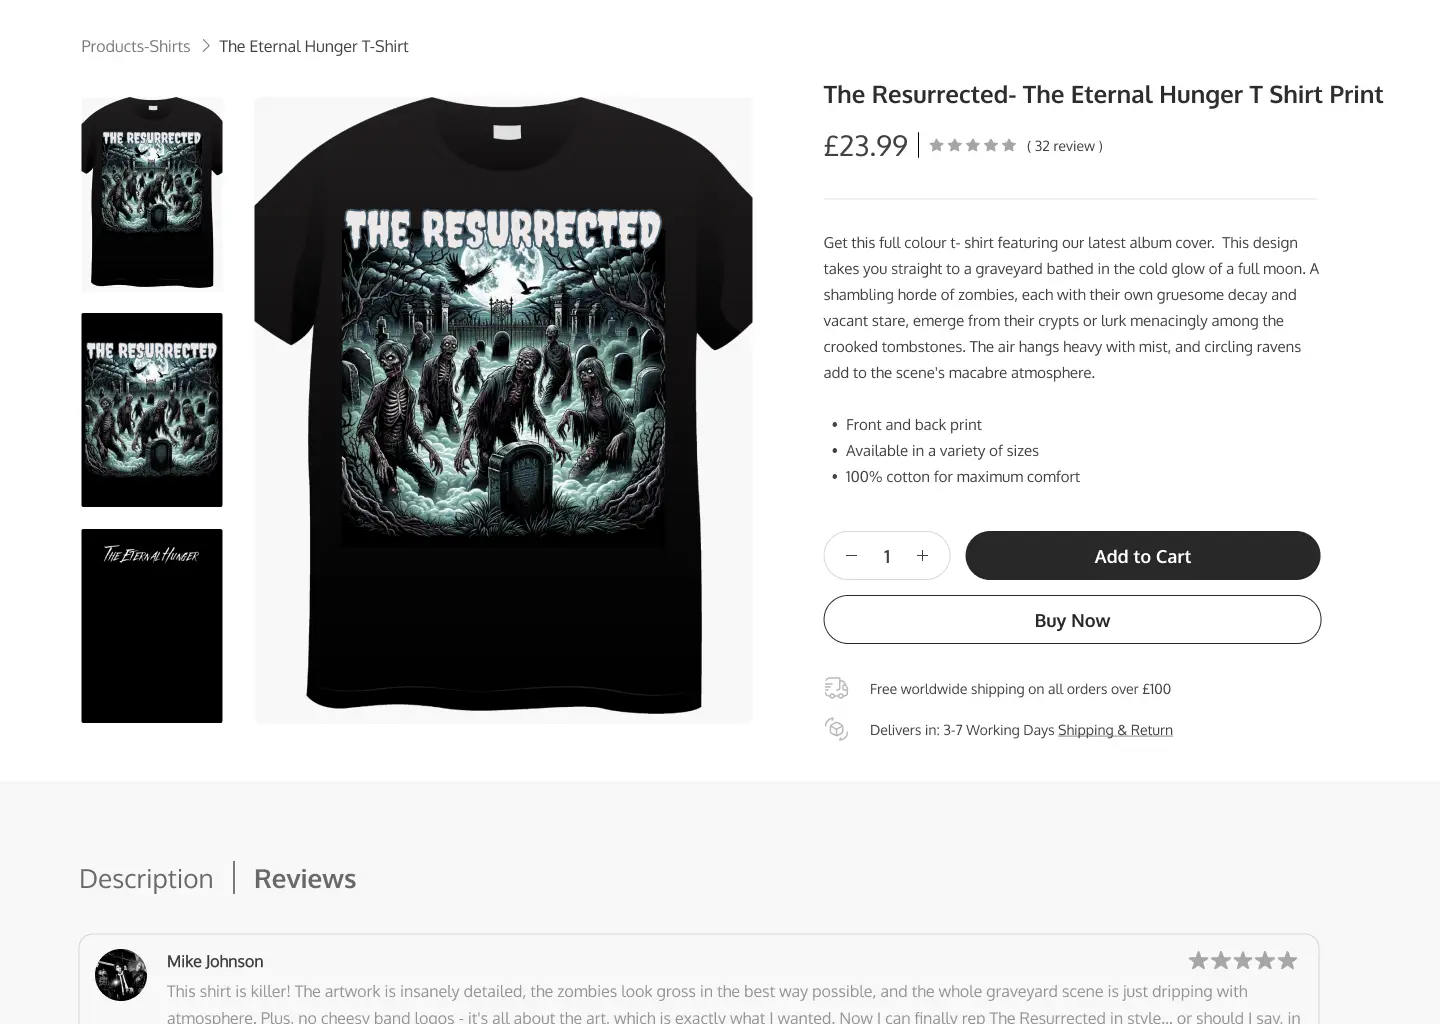 Products-Shirts > The Eternal Hunger T-Shirt
THE RESURRECTED
THE RESURRECTED
The Eternal Hunger
THE RESURRECTED
The Resurrected- The Eternal Hunger T Shirt Print
£23.99 ( 32 review )
Get this full colour t- shirt featuring our latest album cover. This design
takes you straight to a graveyard bathed in the cold glow of a full moon. A
shambling horde of zombies, each with their own gruesome decay and
vacant stare, emerge from their crypts or lurk menacingly among the
crooked tombstones. The air hangs heavy with mist, and circling ravens
add to the scene's macabre atmosphere.
• Front and back print
• Available in a variety of sizes
• 100% cotton for maximum comfort
− 1 +
Add to Cart
Buy Now
Free worldwide shipping on all orders over £100
Delivers in: 3-7 Working Days Shipping & Return
Description | Reviews
Mike Johnson
This shirt is killer! The artwork is insanely detailed, the zombies look gross in the best way possible, and the whole graveyard scene is just dripping with
atmosphere. Plus, no cheesy band logos - it's all about the art, which is exactly what I wanted. Now I can finally rep The Resurrected in style... or should I say, in